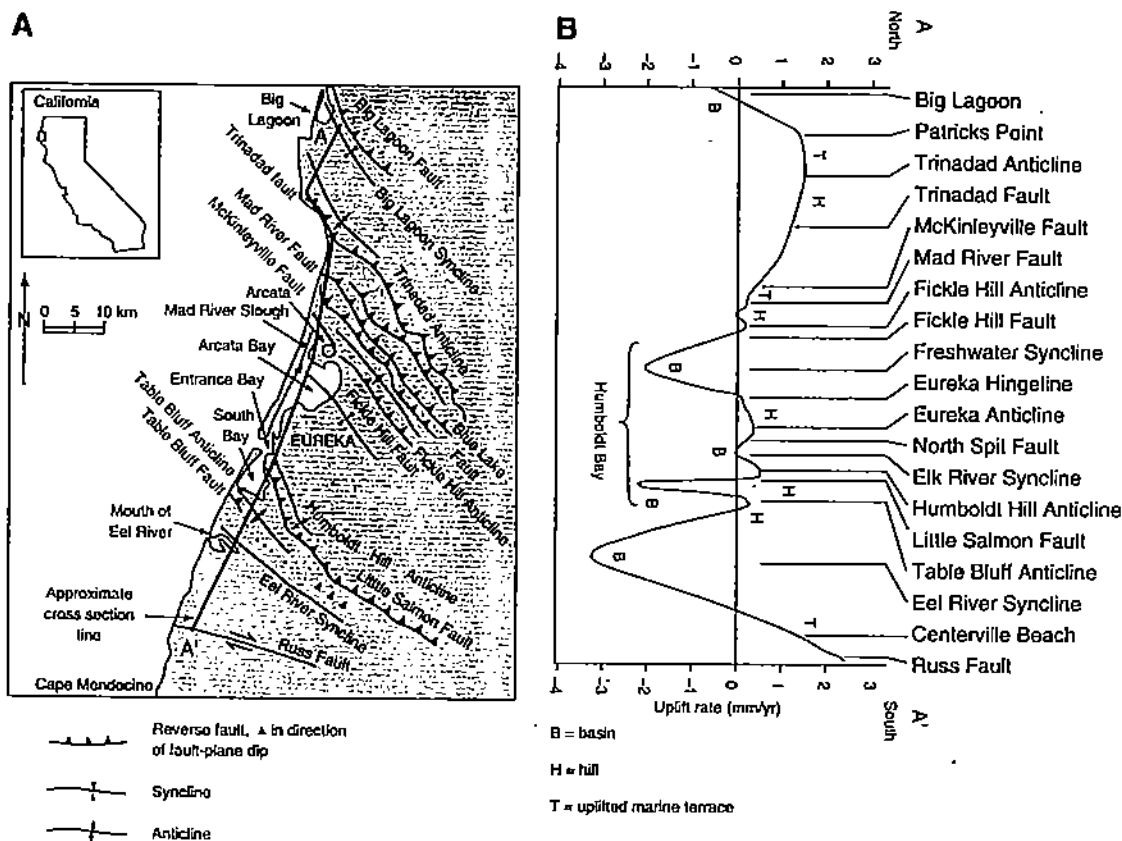 A
California
N
0 5 10 km
Big
Lagoon
A
Big Lagoon Fault
Big Lagoon Syncline
Trinadad fault
Mad River Fault
McKinleyville Fault
Trinadad Anticline
Arcata
Mad River Slough
Arcata Bay
Entrance Bay
South
Bay
EUREKA
Table Bluff Anticline
Table Bluff Fault
Blue Lake
Fault
Fickle Hill Anticline
Fickle Hill Fault
Mouth of
Eel River
Humboldt Hill Anticline
Little Salmon Fault
Eel River Syncline
Approximate
cross section
line
A'
Russ Fault
Cape Mendocino
Reverso fault, ▲ in direction
of fault-plane dip
Synclino
Anticline
B
North
A
-4 -3 -2 -1 0 1 2 3
Big Lagoon
Patricks Point
Trinadad Anticline
Trinadad Fault
McKinleyville Fault
Mad River Fault
Fickle Hill Anticline
Fickle Hill Fault
Freshwater Syncline
Eureka Hingeline
Eureka Anticline
North Spil Fault
Elk River Syncline
Humboldt Hill Anticline
Little Salmon Fault
Table Bluff Anticline
Eel River Syncline
Centerville Beach
Russ Fault
B
T
H
T
H
B
Humboldt Bay
H
B
H
B
H
B
T
-4 -3 -2 -1 0 1 2 3
Uplift rate (mm/yr)
South
A'
B = basin
H = hill
T = uplifted marine terrace